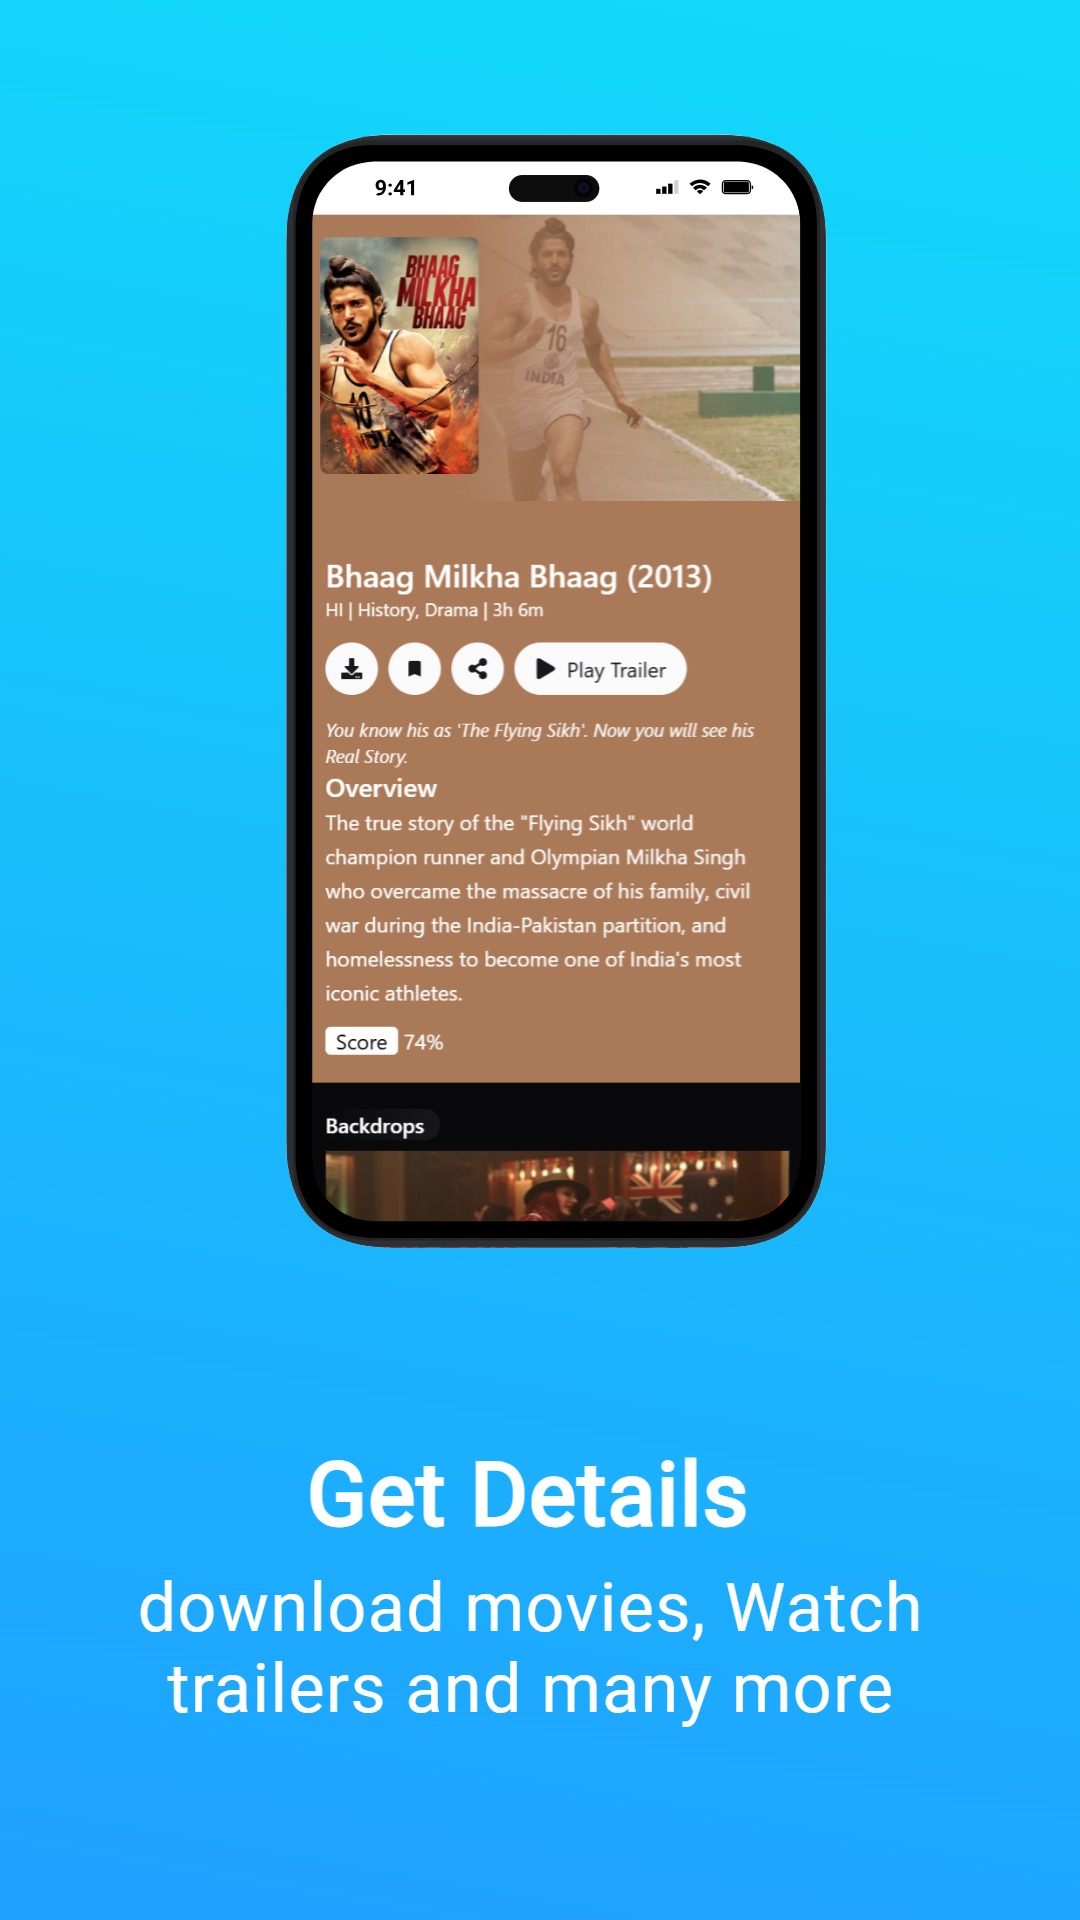 9:41
BHAAG
MILKHA
BHAAG
16
INDIA
10
INDIA
Bhaag Milkha Bhaag (2013)
HI | History, Drama | 3h 6m
Play Trailer
You know his as 'The Flying Sikh'. Now you will see his
Real Story.
Overview
The true story of the "Flying Sikh" world
champion runner and Olympian Milkha Singh
who overcame the massacre of his family, civil
war during the India-Pakistan partition, and
homelessness to become one of India's most
iconic athletes.
Score 74%
Backdrops
Get Details
download movies, Watch
trailers and many more